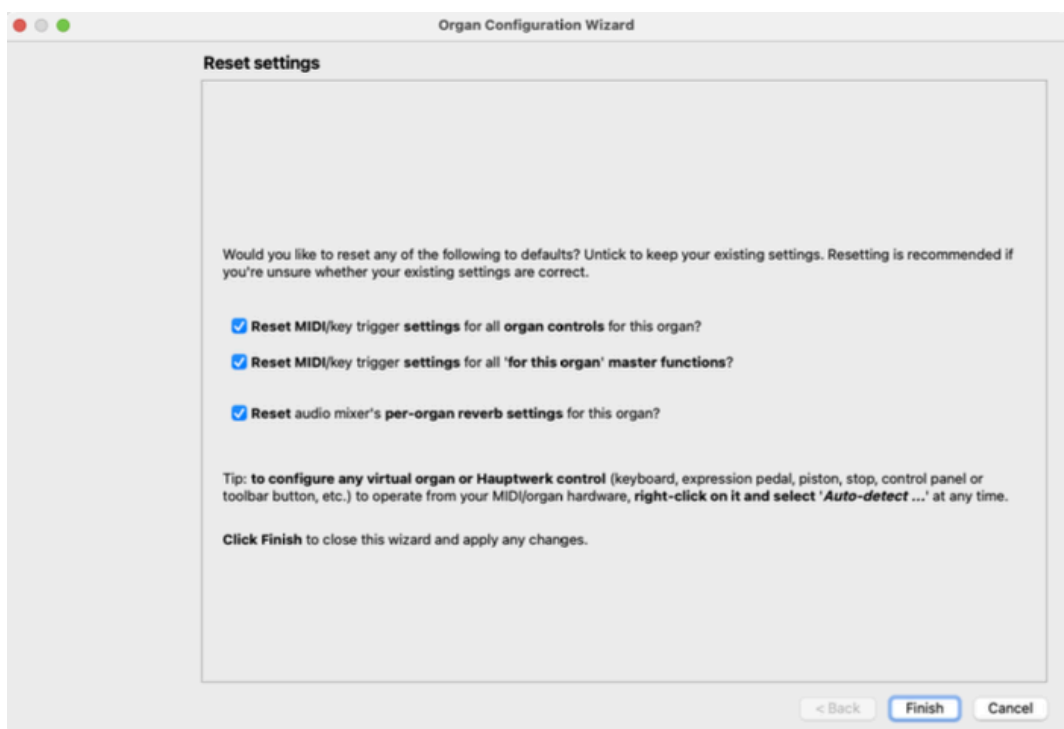 Organ Configuration Wizard
Reset settings
Would you like to reset any of the following to defaults? Untick to keep your existing settings. Resetting is recommended if
you're unsure whether your existing settings are correct.
Reset MIDI/key trigger settings for all organ controls for this organ?
Reset MIDI/key trigger settings for all 'for this organ' master functions?
Reset audio mixer's per-organ reverb settings for this organ?
Tip: to configure any virtual organ or Hauptwerk control (keyboard, expression pedal, piston, stop, control panel or
toolbar button, etc.) to operate from your MIDI/organ hardware, right-click on it and select 'Auto-detect ...' at any time.
Click Finish to close this wizard and apply any changes.
< Back Finish Cancel